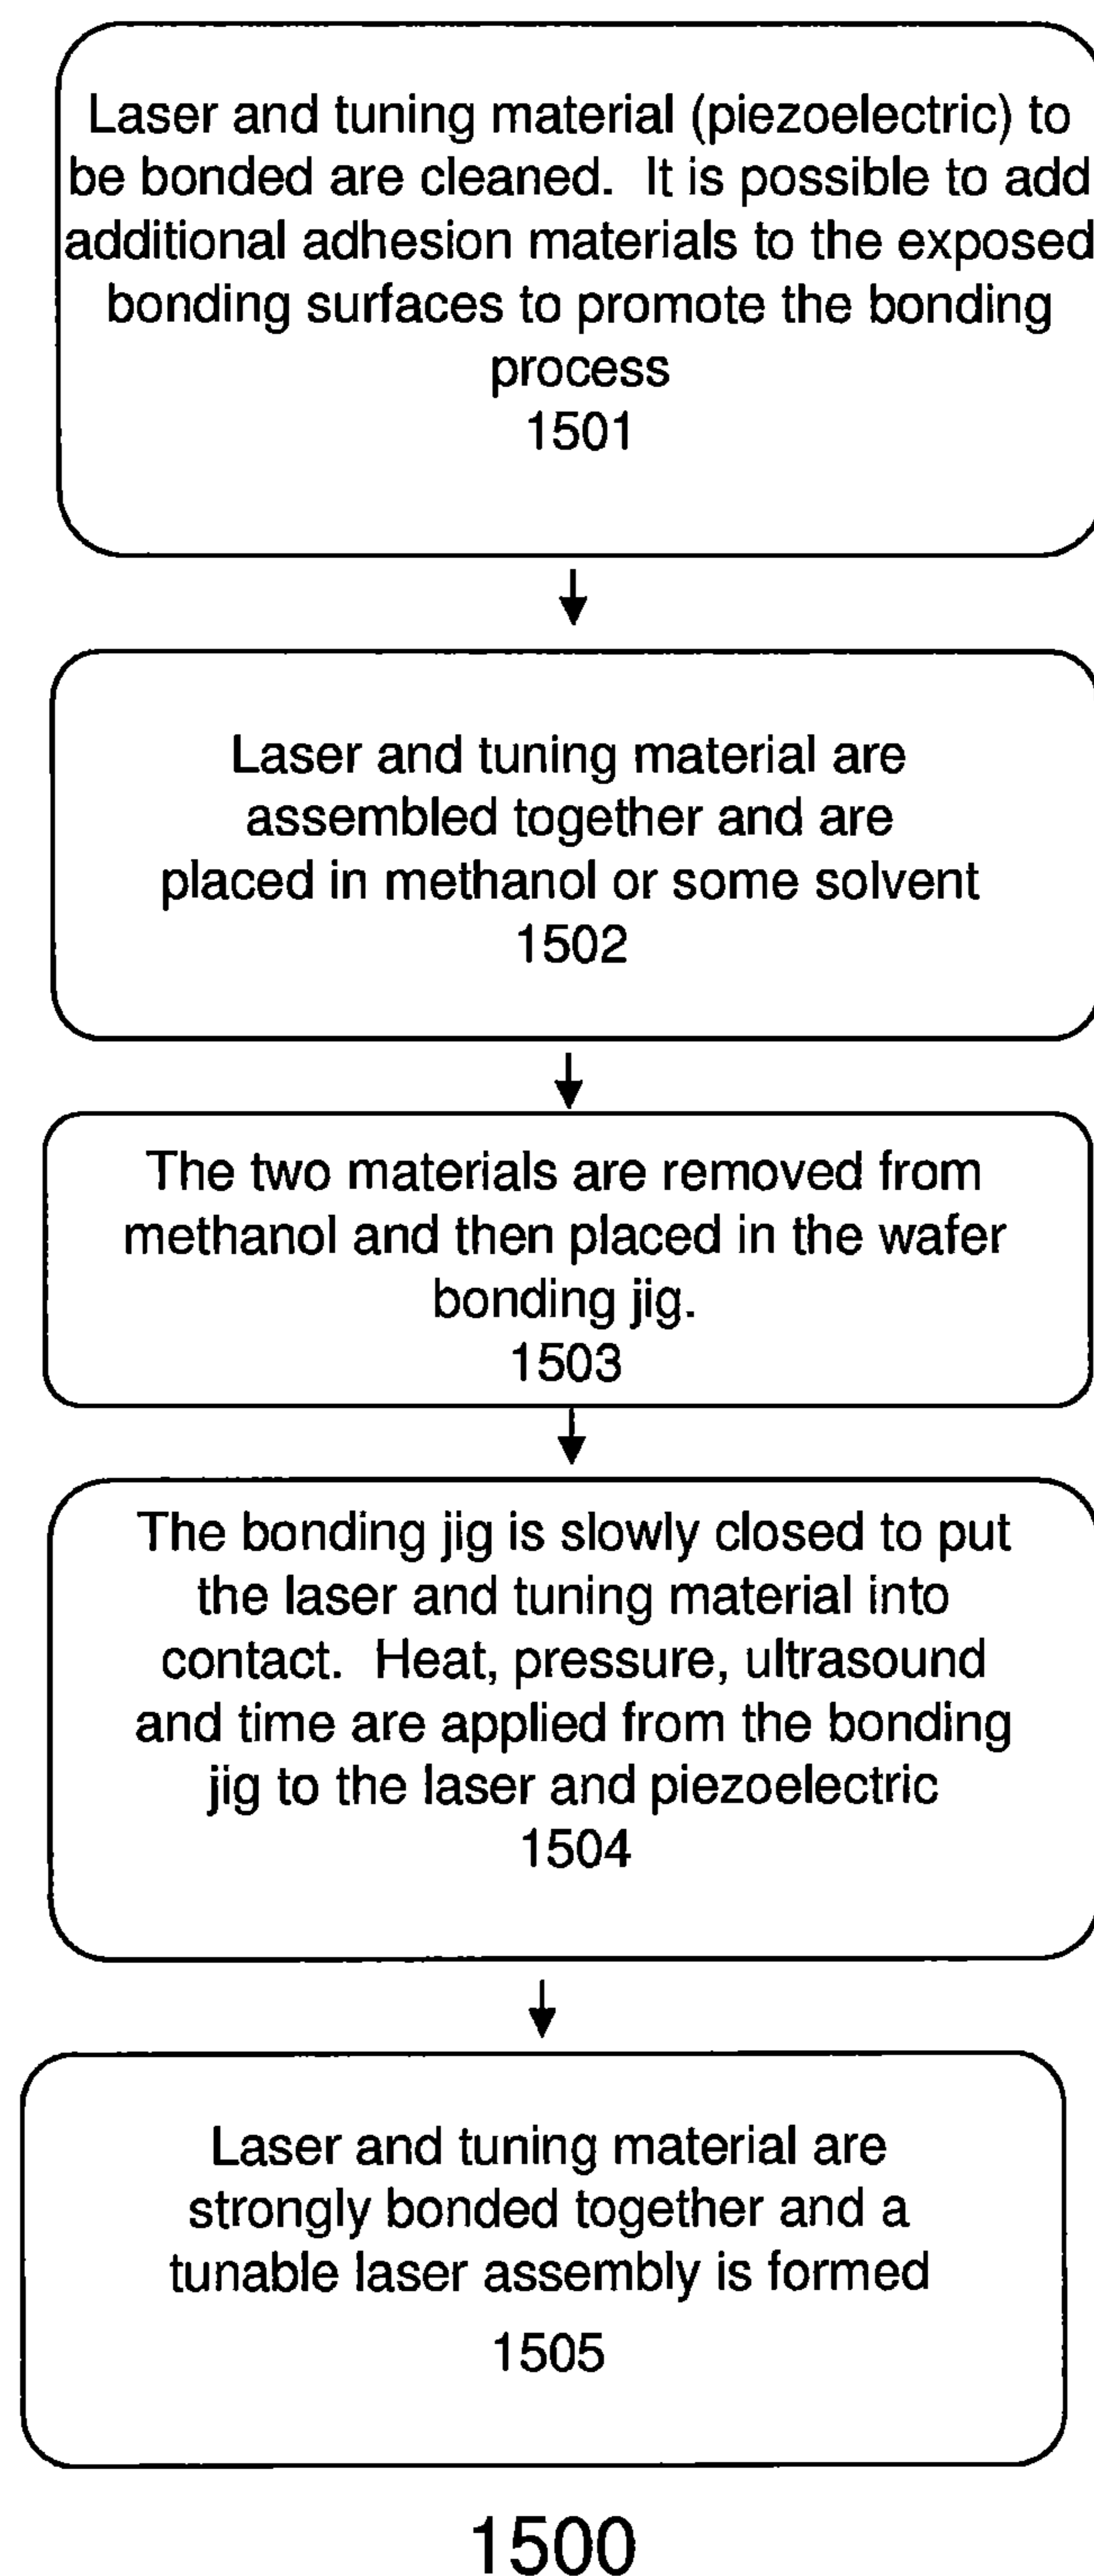 Laser and tuning material (piezoelectric) to
be bonded are cleaned.  It is possible to add
additional adhesion materials to the exposed
bonding surfaces to promote the bonding
process
1501
Laser and tuning material are
assembled together and are
placed in methanol or some solvent
1502
The two materials are removed from
methanol and then placed in the wafer
bonding jig.
1503
The bonding jig is slowly closed to put
the laser and tuning material into
contact.  Heat, pressure, ultrasound
and time are applied from the bonding
jig to the laser and piezoelectric
1504
Laser and tuning material are
strongly bonded together and a
tunable laser assembly is formed
1505
1500